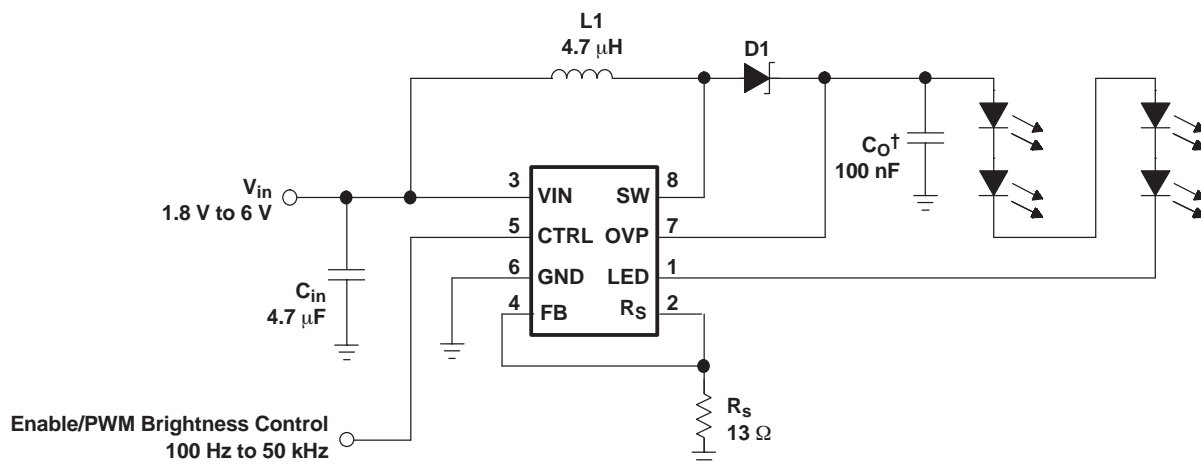 L1
4.7 μH
D1
CO†
100 nF
Vin
1.8 V to 6 V
3
VIN
SW
8
5
CTRL
OVP
7
6
GND
LED
1
4
FB
RS
2
Cin
4.7 μF
Rs
13 Ω
Enable/PWM Brightness Control
100 Hz to 50 kHz